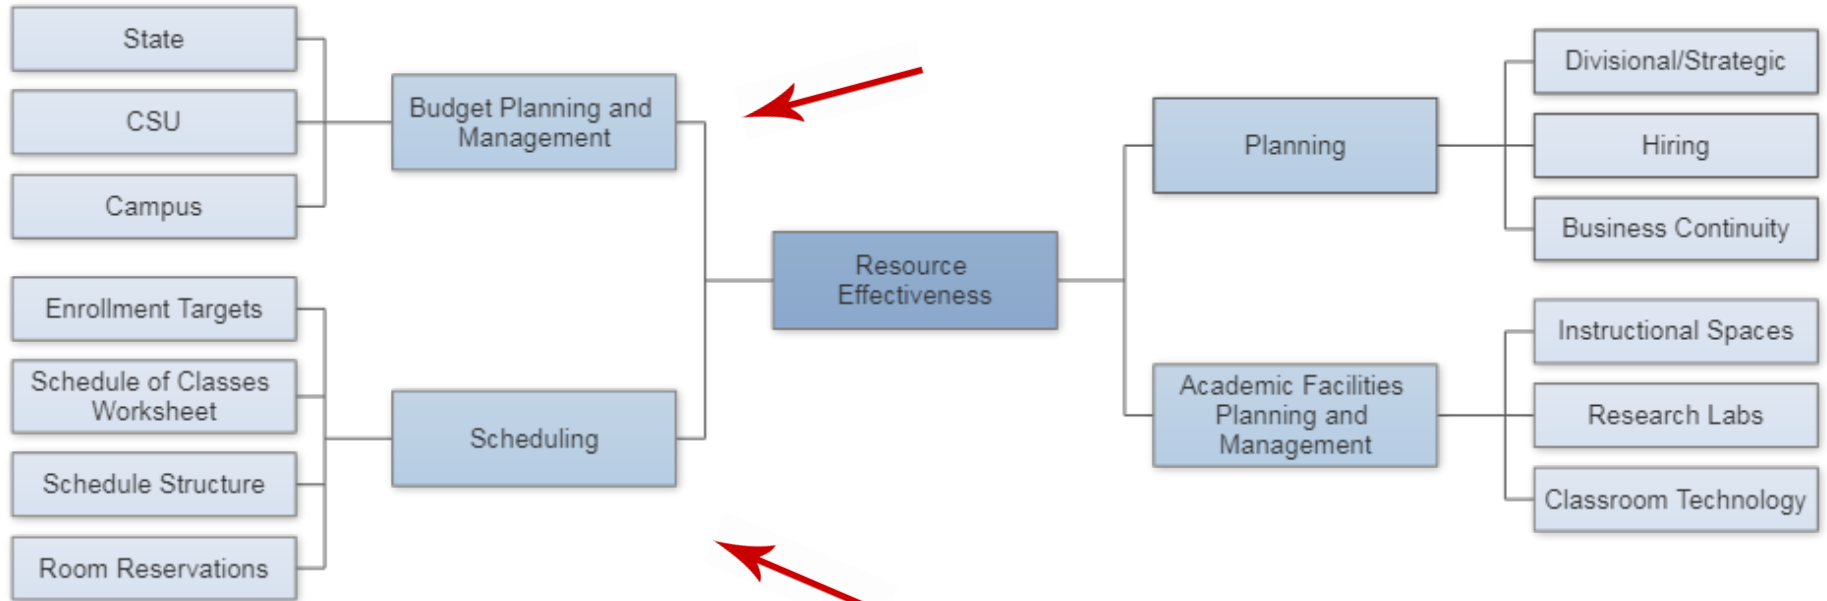 State
CSU
Campus
Budget Planning and
Management
Enrollment Targets
Schedule of Classes
Worksheet
Schedule Structure
Room Reservations
Scheduling
Resource
Effectiveness
Planning
Divisional/Strategic
Hiring
Business Continuity
Academic Facilities
Planning and
Management
Instructional Spaces
Research Labs
Classroom Technology